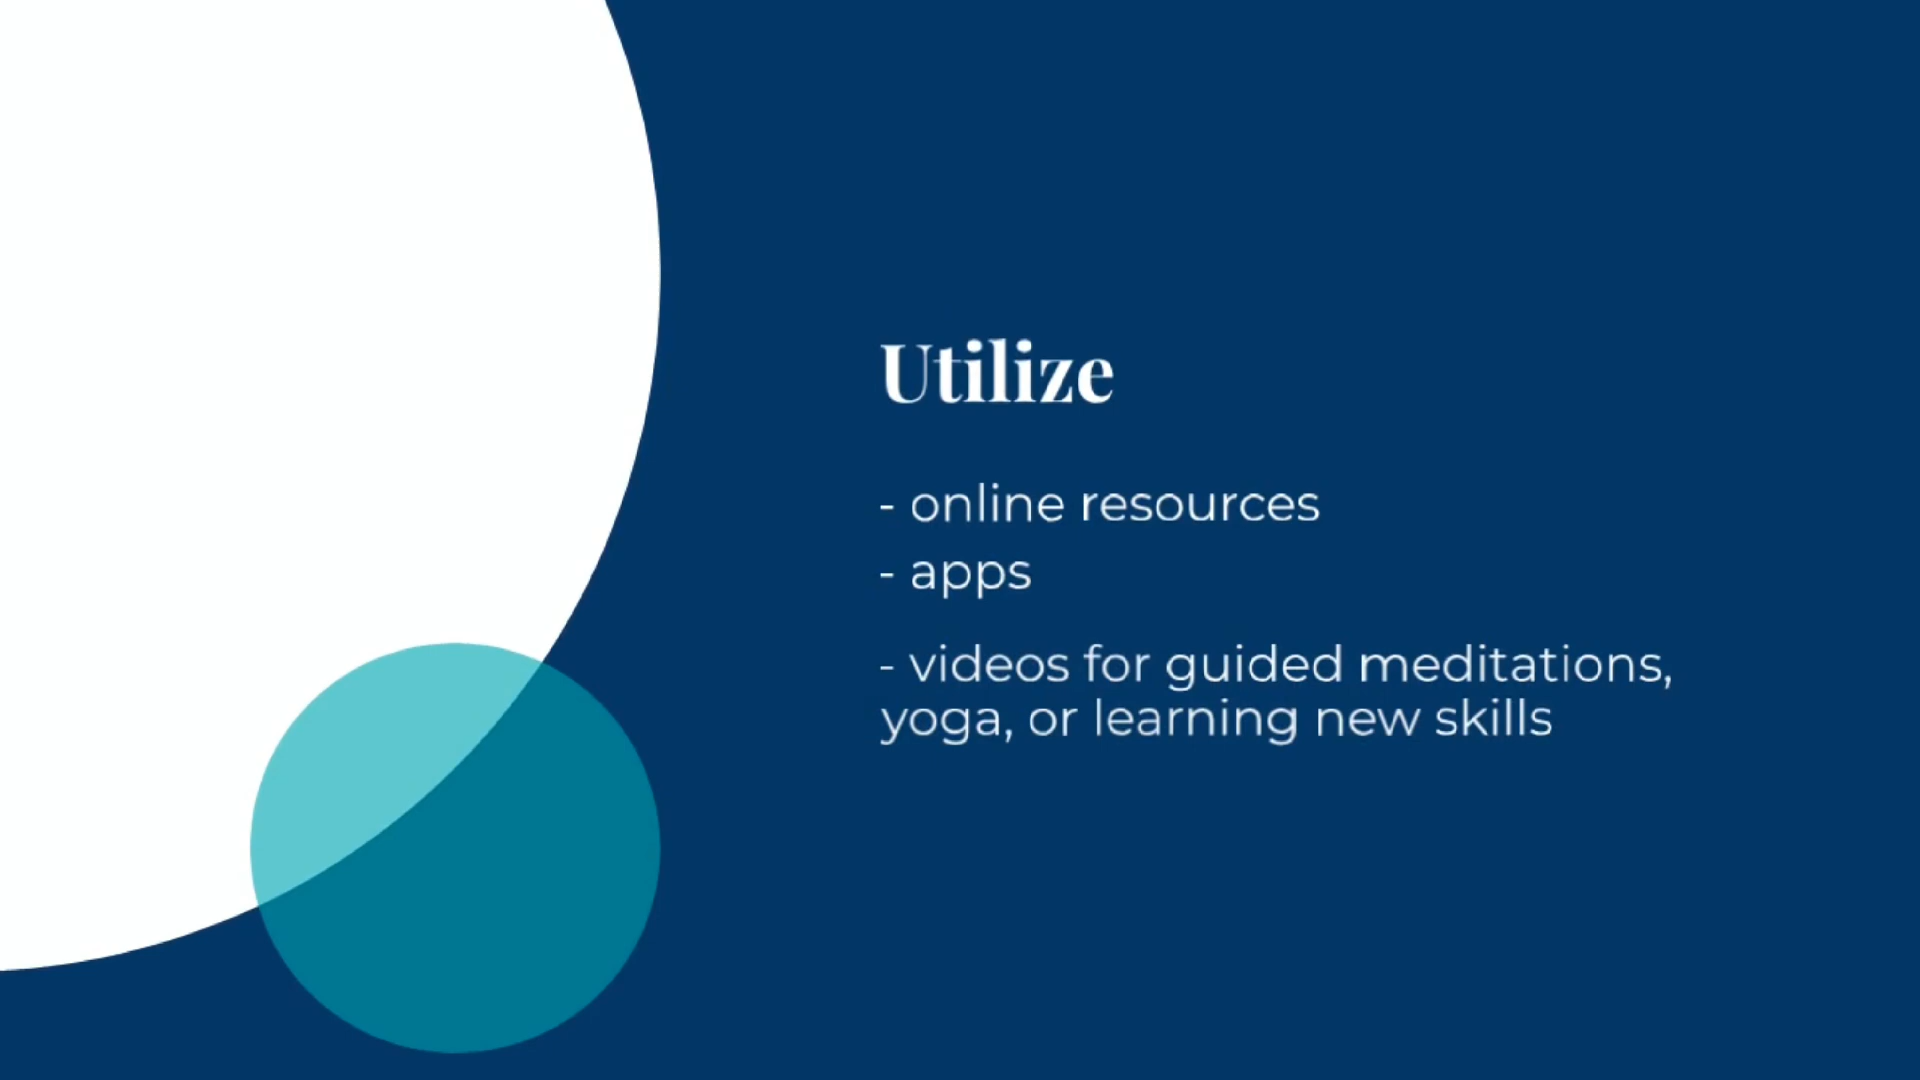 Utilize
- online resources
- apps
- videos for guided meditations,
yoga, or learning new skills